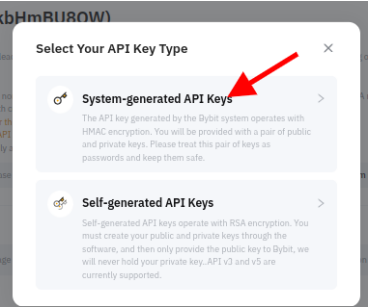 kbHmBU8OW)
Select Your API Key Type
System-generated API Keys
The API key generated by the Bybit system operates with
HMAC encryption. You will be provided with a pair of public
and private keys. Please treat this pair of keys as
passwords and keep them safe.
Self-generated API Keys
Self-generated API keys operate with RSA encryption. You
must create your public and private keys through the
software, and then only provide the public key to Bybit, we
will never hold your private key..API v3 and v5 are
currently supported.